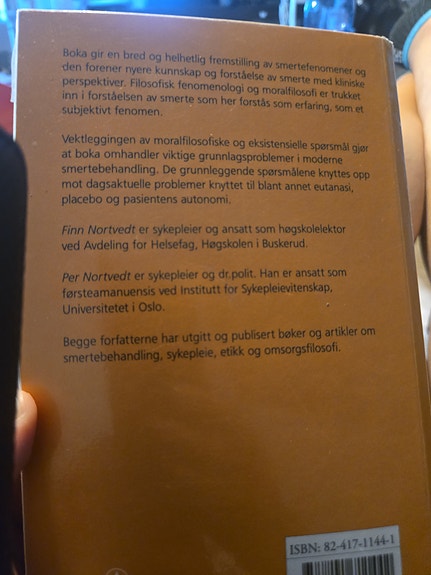 Boka gir en bred og helhetlig fremstilling av smertefenomener og
den forener nyere kunnskap og forståelse av smerte med kliniske
perspektiver. Filosofisk fenomenologi og moralfilosofi er trukket
inn i forståelsen av smerte som her forstås som erfaring, som et
subjektivt fenomen.
Vektleggingen av moralfilosofiske og eksistensielle spørsmål gjør
at boka omhandler viktige grunnlagsproblemer i moderne
smertebehandling. De grunnleggende spørsmålene knyttes opp
mot dagsaktuelle problemer knyttet til blant annet eutanasi,
placebo og pasientens autonomi.
Finn Nortvedt er sykepleier og ansatt som høgskolelektor
ved Avdeling for Helsefag, Høgskolen i Buskerud.
Per Nortvedt er sykepleier og dr.polit. Han er ansatt som
førsteamanuensis ved Institutt for Sykepleievitenskap,
Universitetet i Oslo.
Begge forfatterne har utgitt og publisert bøker og artikler om
smertebehandling, sykepleie, etikk og omsorgsfilosofi.
ISBN: 82-417-1144-1